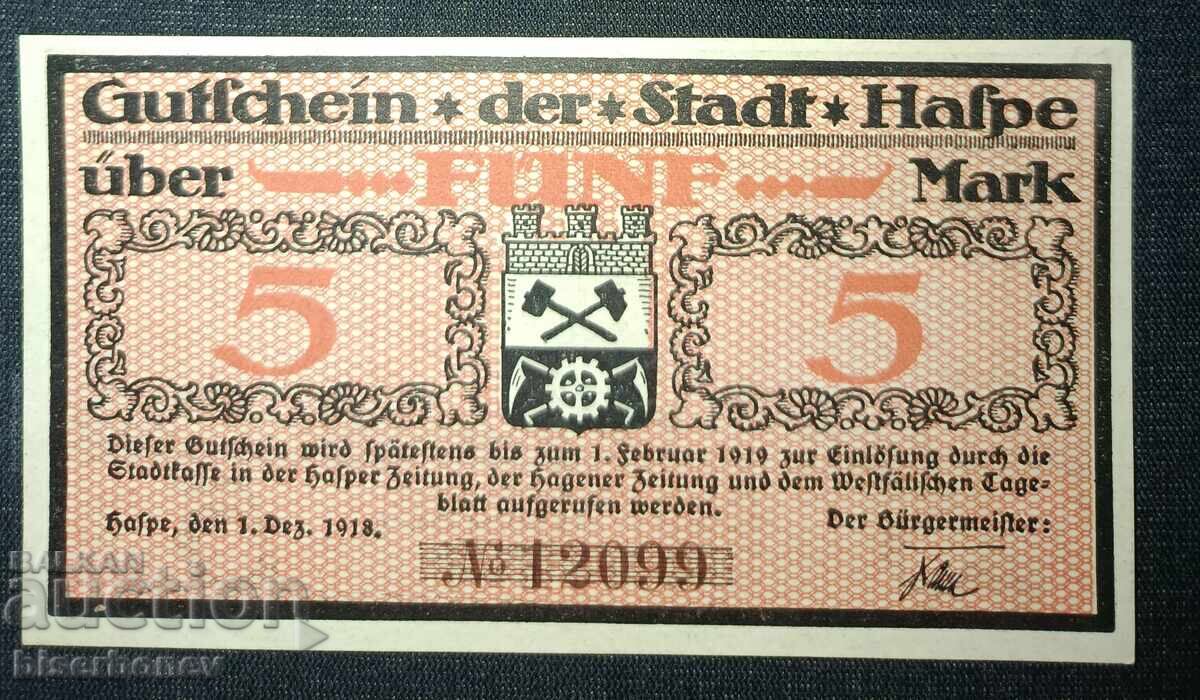 Gutſchein * der * Stadt * Haſpe
über FÜNF Mark
5 5
Dieſer Gutſchein wird ſpäteſtens bis zum 1. Februar 1919 zur Einlöſung durch die
Stadtkaſſe in der Haſper Zeitung, der Hagener Zeitung und dem Weſtfäliſchen Tage-
blatt aufgerufen werden.
Haſpe, den 1. Dez. 1918.
Der Bürgermeiſter:
№ 12099
BALKAN
auction
biserbonev